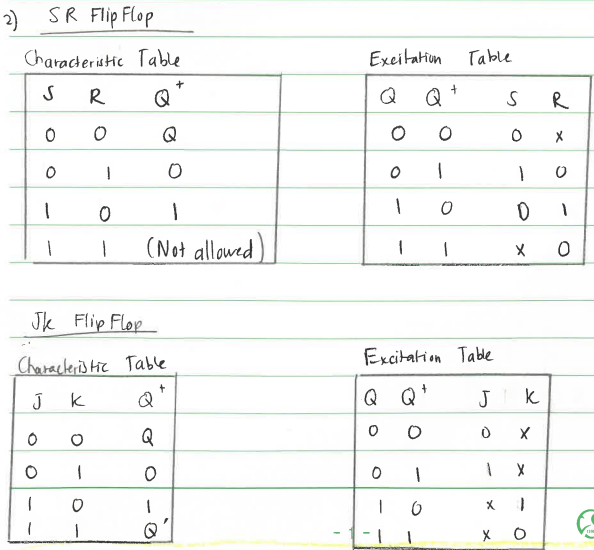 2) SR Flip Flop
Characteristic Table Excitation Table
S R Q+ Q Q+ S R
0 0 Q 0 0 0 x
0 1 0 0 1 1 0
1 0 1 1 0 0 1
1 1 (Not allowed) 1 1 x 0
Jk Flip Flop
Characteristic Table Excitation Table
J k Q+ Q Q+ J k
0 0 Q 0 0 0 x
0 1 0 0 1 1 x
1 0 1 1 0 x 1
1 1 Q' 1 1 x 0
-1-